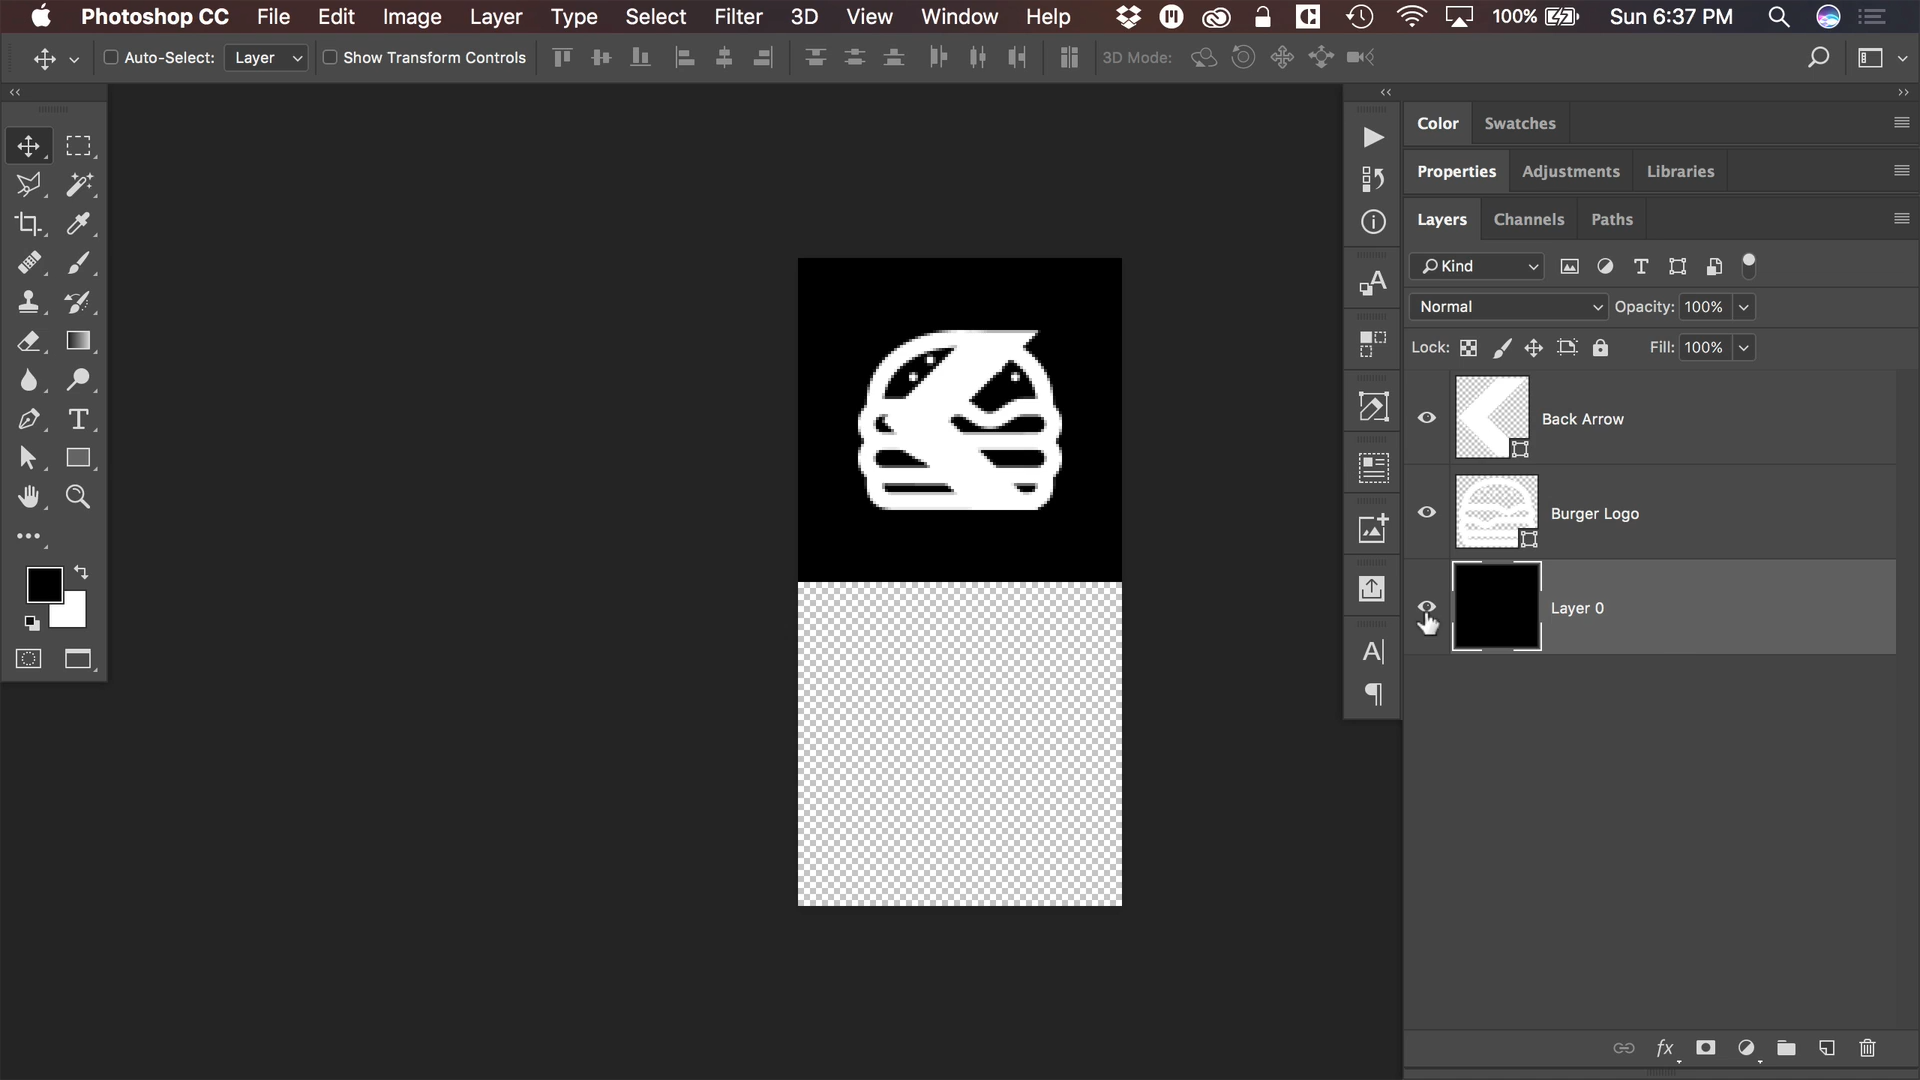 Photoshop CC File Edit Image Layer Type Select Filter 3D View Window Help 100% Sun 6:37 PM
Auto-Select: Layer Show Transform Controls 3D Mode:
Color Swatches
Properties Adjustments Libraries
Layers Channels Paths
Kind
Normal Opacity: 100%
Lock: Fill: 100%
Back Arrow
Burger Logo
Layer 0
fx